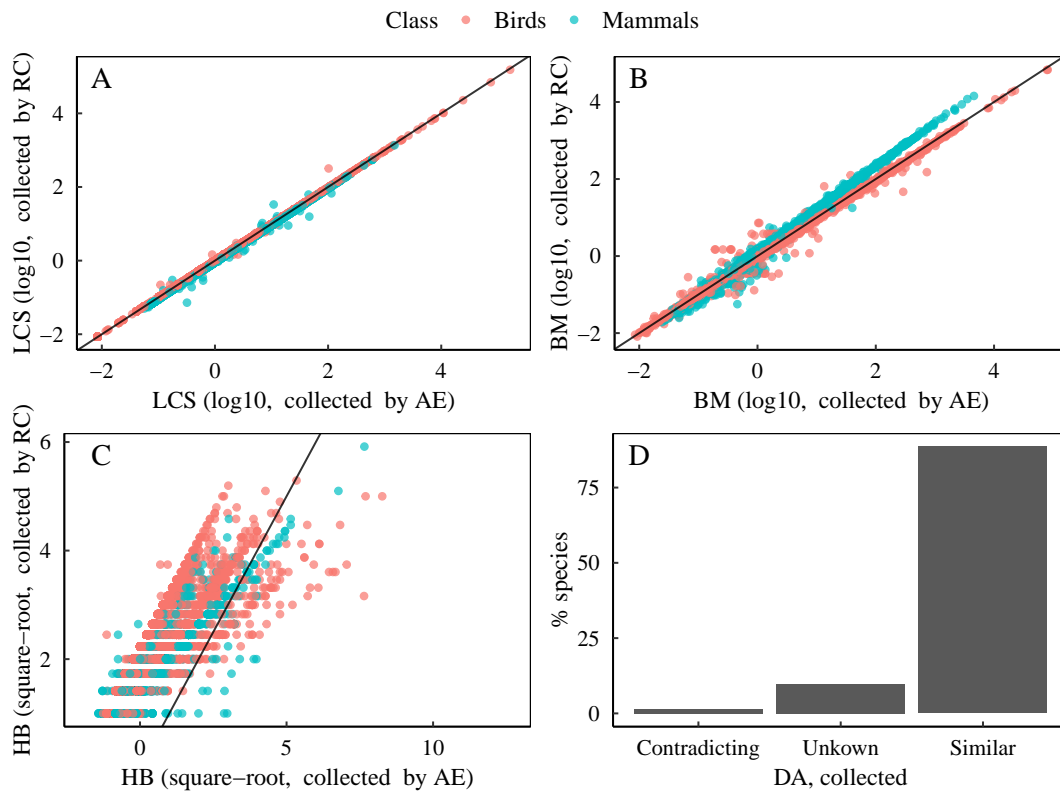 Class Birds Mammals
A
LCS (log10, collected by RC)
4
2
0
−2
−2 0 2 4
LCS (log10, collected by AE)
B
BM (log10, collected by RC)
4
2
0
−2
−2 0 2 4
BM (log10, collected by AE)
C
HB (square−root, collected by RC)
6
4
2
0 5 10
HB (square−root, collected by AE)
D
% species
75
50
25
0
Contradicting Unkown Similar
DA, collected